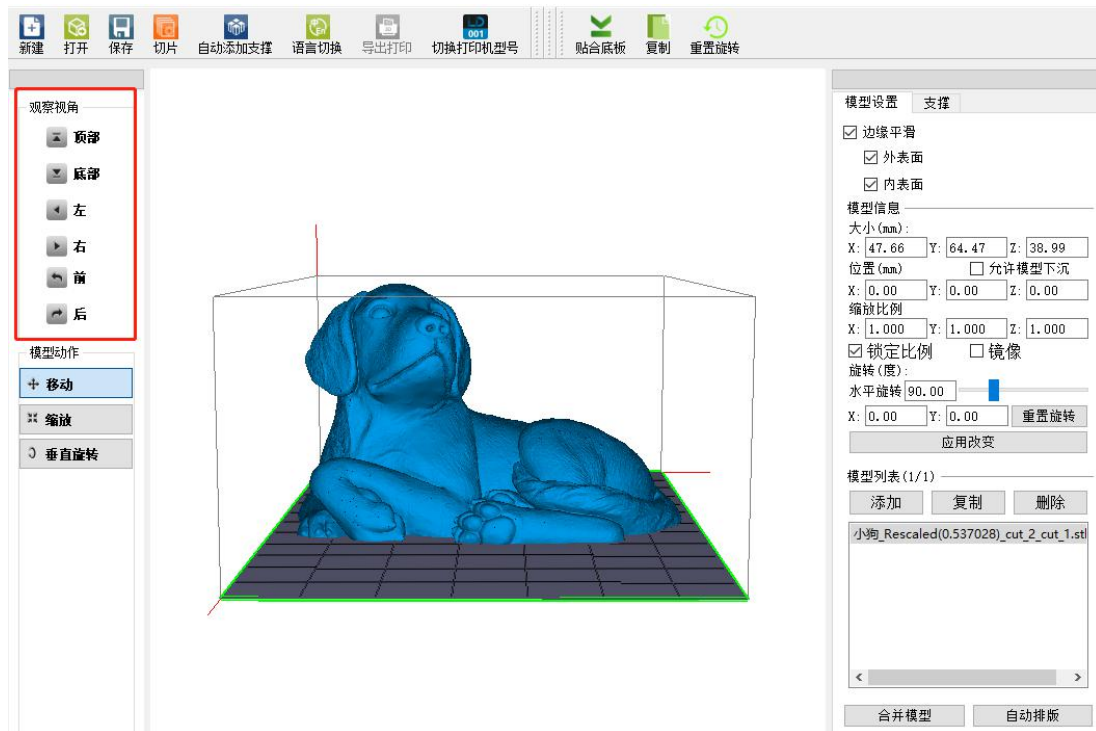 新建 打开 保存 切片 自动添加支撑 语言切换 导出打印 切换打印机型号 贴合底板 复制 重置旋转
En
LD
001
观察视角
顶部
底部
左
右
前
后
模型动作
移动
缩放
垂直旋转
模型设置 支撑
边缘平滑
外表面
内表面
模型信息
大小(mm):
X: 47.66 Y: 64.47 Z: 38.99
位置(mm) 允许模型下沉
X: 0.00 Y: 0.00 Z: 0.00
缩放比例
X: 1.000 Y: 1.000 Z: 1.000
锁定比例 镜像
旋转(度):
水平旋转 90.00
X: 0.00 Y: 0.00 重置旋转
应用改变
模型列表(1/1)
添加 复制 删除
小狗_Rescaled(0.537028)_cut_2_cut_1.stl
合并模型 自动排版